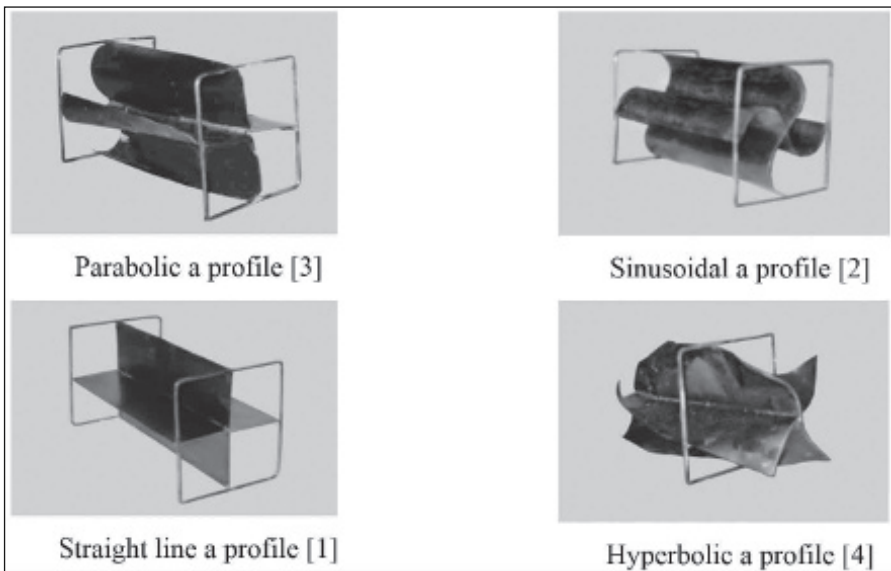 Parabolic a profile [3]
Sinusoidal a profile [2]
Straight line a profile [1]
Hyperbolic a profile [4]